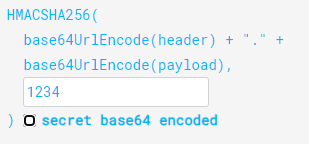 HMACSHA256(
base64UrlEncode(header) + "." +
base64UrlEncode(payload),
1234
) secret base64 encoded